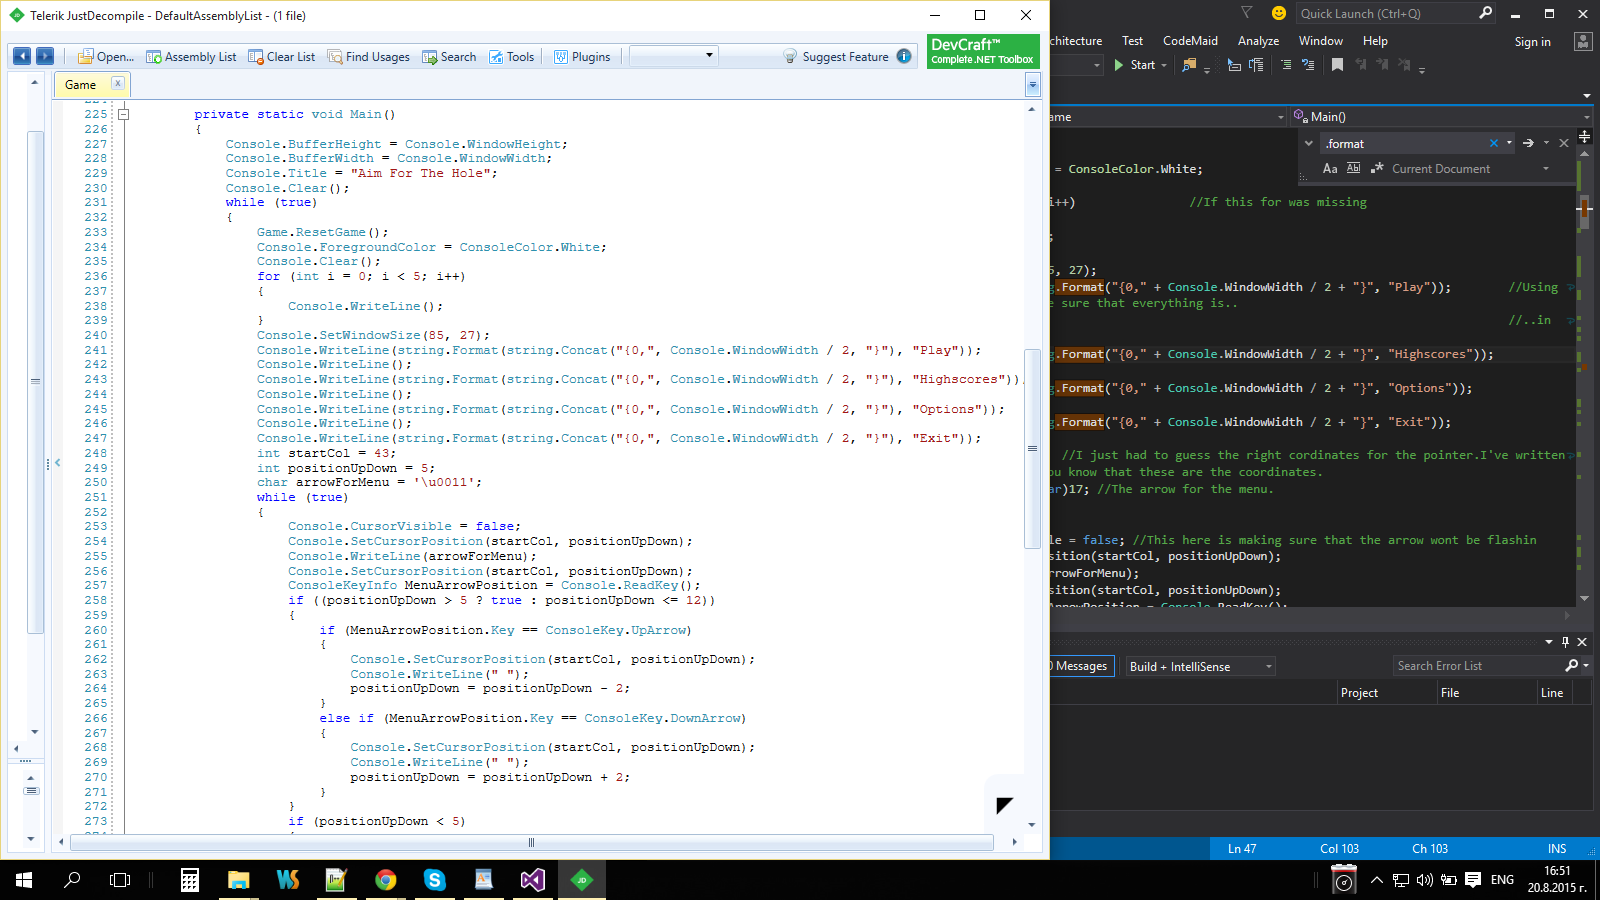 Telerik JustDecompile - DefaultAssemblyList - (1 file)
Open...
Assembly List
Clear List
Find Usages
Search
Tools
Plugins
Suggest Feature
DevCraft™
Complete .NET Toolbox
Game
225 private static void Main()
226 {
227 Console.BufferHeight = Console.WindowHeight;
228 Console.BufferWidth = Console.WindowWidth;
229 Console.Title = "Aim For The Hole";
230 Console.Clear();
231 while (true)
232 {
233 Game.ResetGame();
234 Console.ForegroundColor = ConsoleColor.White;
235 Console.Clear();
236 for (int i = 0; i < 5; i++)
237 {
238 Console.WriteLine();
239 }
240 Console.SetWindowSize(85, 27);
241 Console.WriteLine(string.Format(string.Concat("{0,", Console.WindowWidth / 2, "}"), "Play"));
242 Console.WriteLine();
243 Console.WriteLine(string.Format(string.Concat("{0,", Console.WindowWidth / 2, "}"), "Highscores"));
244 Console.WriteLine();
245 Console.WriteLine(string.Format(string.Concat("{0,", Console.WindowWidth / 2, "}"), "Options"));
246 Console.WriteLine();
247 Console.WriteLine(string.Format(string.Concat("{0,", Console.WindowWidth / 2, "}"), "Exit"));
248 int startCol = 43;
249 int positionUpDown = 5;
250 char arrowForMenu = '\u0011';
251 while (true)
252 {
253 Console.CursorVisible = false;
254 Console.SetCursorPosition(startCol, positionUpDown);
255 Console.WriteLine(arrowForMenu);
256 Console.SetCursorPosition(startCol, positionUpDown);
257 ConsoleKeyInfo MenuArrowPosition = Console.ReadKey();
258 if ((positionUpDown > 5 ? true : positionUpDown <= 12))
259 {
260 if (MenuArrowPosition.Key == ConsoleKey.UpArrow)
261 {
262 Console.SetCursorPosition(startCol, positionUpDown);
263 Console.WriteLine(" ");
264 positionUpDown = positionUpDown - 2;
265 }
266 else if (MenuArrowPosition.Key == ConsoleKey.DownArrow)
267 {
268 Console.SetCursorPosition(startCol, positionUpDown);
269 Console.WriteLine(" ");
270 positionUpDown = positionUpDown + 2;
271 }
272 }
273 if (positionUpDown < 5)
Quick Launch (Ctrl+Q)
chitecture Test CodeMaid Analyze Window Help
Sign in
Start
ame
Main()
.format
Aa
Current Document
= ConsoleColor.White;
i++) //If this for was missing
;
5, 27);
g.Format("{0," + Console.WindowWidth / 2 + "}", "Play")); //Using
e sure that everything is..
//..in
g.Format("{0," + Console.WindowWidth / 2 + "}", "Highscores"));
g.Format("{0," + Console.WindowWidth / 2 + "}", "Options"));
g.Format("{0," + Console.WindowWidth / 2 + "}", "Exit"));
//I just had to guess the right cordinates for the pointer.I've written
ou know that these are the coordinates.
ar)17; //The arrow for the menu.
le = false; //This here is making sure that the arrow wont be flashin
sition(startCol, positionUpDown);
rrowForMenu);
sition(startCol, positionUpDown);
ArrowPosition = Console.ReadKey();
0 Messages
Build + IntelliSense
Search Error List
Project File Line
Ln 47 Col 103 Ch 103 INS
ENG
16:51
20.8.2015 г.